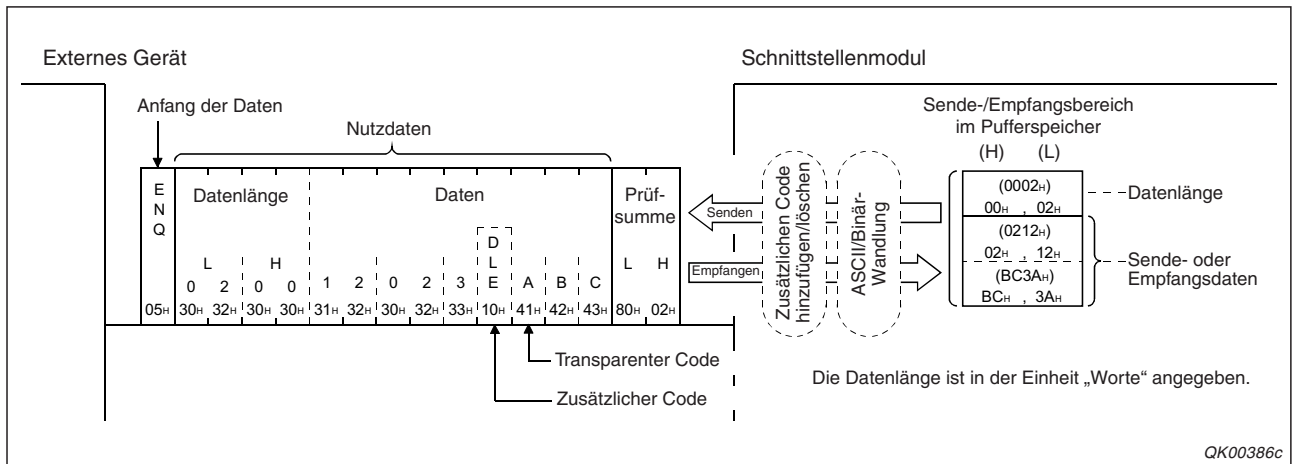 Externes Gerät
Schnittstellenmodul
Anfang der Daten
Nutzdaten
Sende-/Empfangsbereich
im Pufferspeicher
(H) (L)
ENQ
Datenlänge
Daten
Prüf-
summe
L H
0 2 0 0 1 2 0 2 3 DLE A B C L H
05H 30H 32H 30H 30H 31H 32H 30H 32H 33H 10H 41H 42H 43H 80H 02H
Senden
Empfangen
Zusätzlichen Code
hinzufügen/löschen
ASCII/Binär-
Wandlung
(0002H)
00H , 02H
Datenlänge
(0212H)
02H , 12H
(BC3AH)
BCH , 3AH
Sende- oder
Empfangsdaten
Transparenter Code
Zusätzlicher Code
Die Datenlänge ist in der Einheit „Worte“ angegeben.
QK00386c